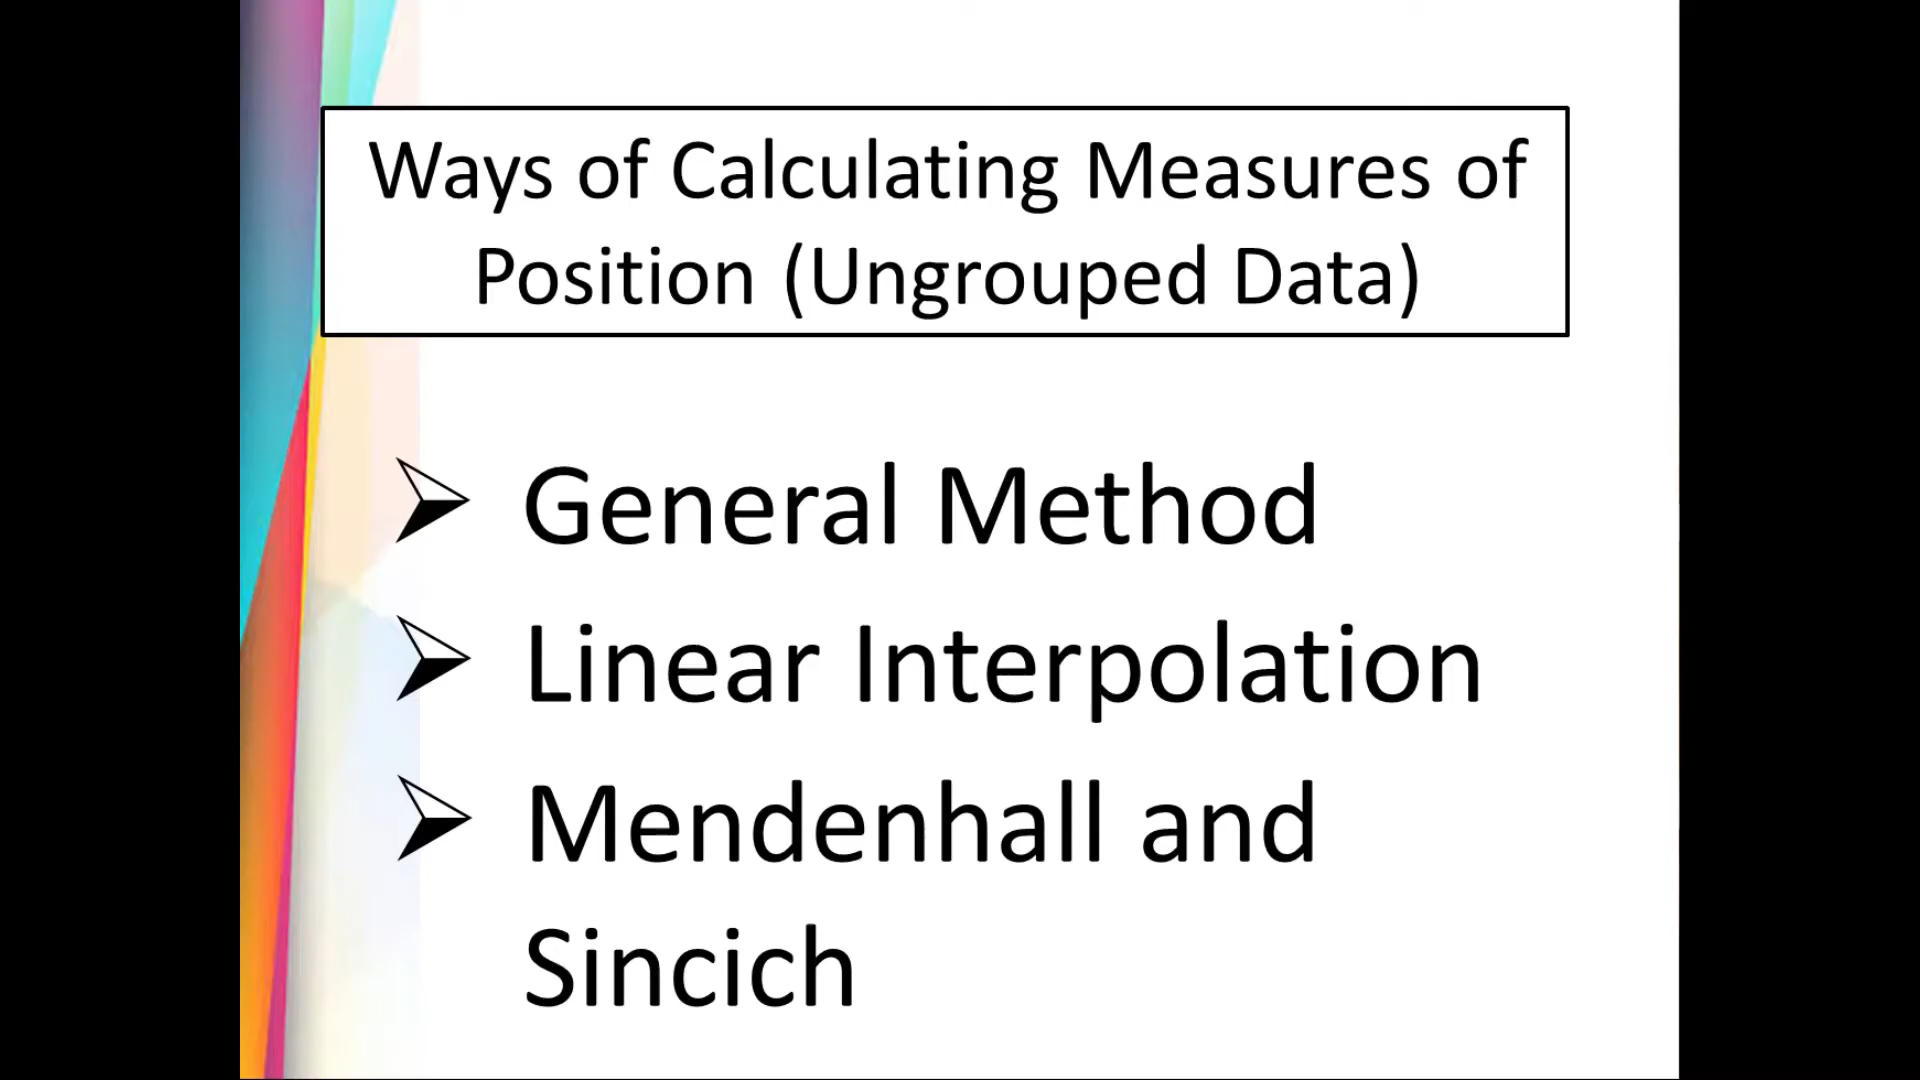 Ways of Calculating Measures of
Position (Ungrouped Data)
General Method
Linear Interpolation
Mendenhall and
Sincich